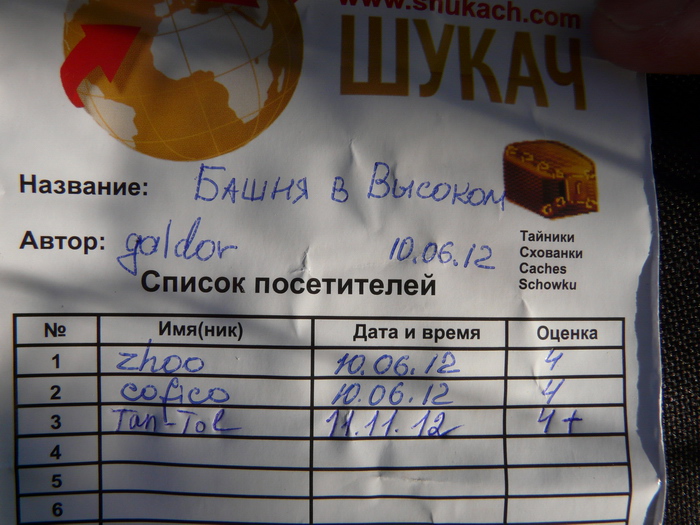 www.shukach.com
ШУКАЧ
Название: Башня в Высоком
Автор: galdor 10.06.12
Тайники
Схованки
Caches
Schowku
Список посетителей
№ Имя(ник) Дата и время Оценка
1 zhoo 10.06.12 4
2 cofico 10.06.12 4
3 Tan-Tol 11.11.12 4+
4
5
6